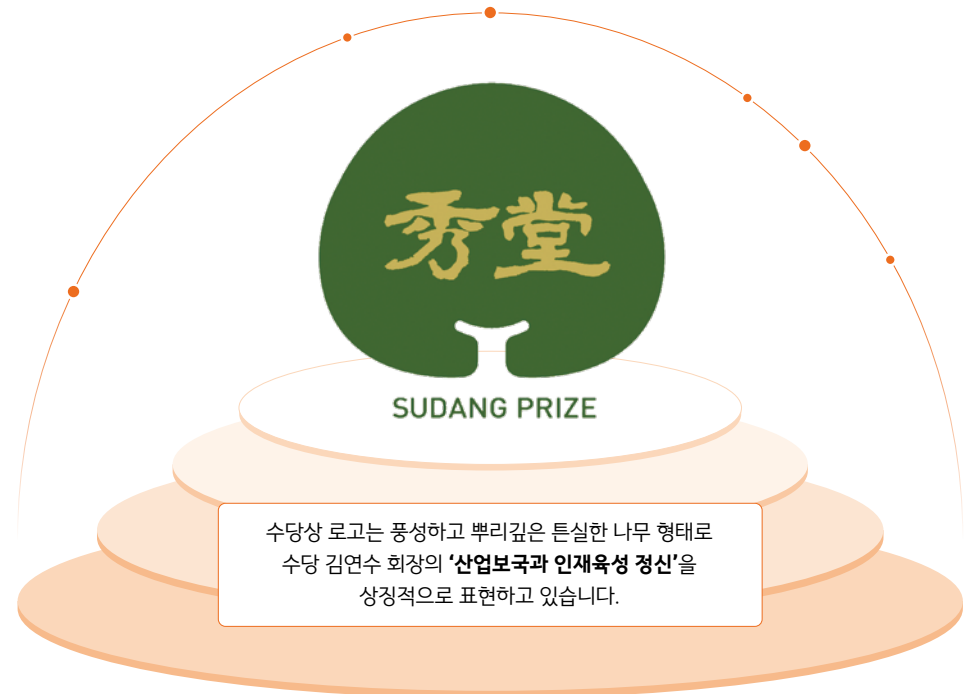 秀堂
SUDANG PRIZE
수당상 로고는 풍성하고 뿌리깊은 튼실한 나무 형태로
수당 김연수 회장의 ‘산업보국과 인재육성 정신’을
상징적으로 표현하고 있습니다.